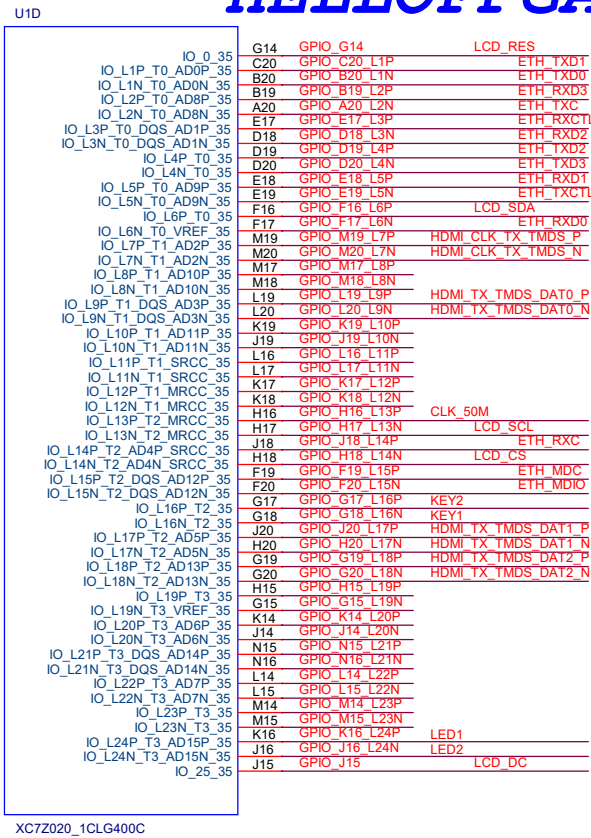 HELLOFPGA
U1D
IO_0_35 G14 GPIO_G14 LCD_RES
IO_L1P_T0_AD0P_35 C20 GPIO_C20_L1P ETH_TXD1
IO_L1N_T0_AD0N_35 B20 GPIO_B20_L1N ETH_TXD0
IO_L2P_T0_AD8P_35 B19 GPIO_B19_L2P ETH_RXD3
IO_L2N_T0_AD8N_35 A20 GPIO_A20_L2N ETH_TXC
IO_L3P_T0_DQS_AD1P_35 E17 GPIO_E17_L3P ETH_RXCTL
IO_L3N_T0_DQS_AD1N_35 D18 GPIO_D18_L3N ETH_RXD2
IO_L4P_T0_35 D19 GPIO_D19_L4P ETH_TXD2
IO_L4N_T0_35 D20 GPIO_D20_L4N ETH_TXD3
IO_L5P_T0_AD9P_35 E18 GPIO_E18_L5P ETH_RXD1
IO_L5N_T0_AD9N_35 E19 GPIO_E19_L5N ETH_TXCTL
IO_L6P_T0_35 F16 GPIO_F16_L6P LCD_SDA
IO_L6N_T0_VREF_35 F17 GPIO_F17_L6N ETH_RXD0
IO_L7P_T1_AD2P_35 M19 GPIO_M19_L7P HDMI_CLK_TX_TMDS_P
IO_L7N_T1_AD2N_35 M20 GPIO_M20_L7N HDMI_CLK_TX_TMDS_N
IO_L8P_T1_AD10P_35 M17 GPIO_M17_L8P
IO_L8N_T1_AD10N_35 M18 GPIO_M18_L8N
IO_L9P_T1_DQS_AD3P_35 L19 GPIO_L19_L9P HDMI_TX_TMDS_DAT0_P
IO_L9N_T1_DQS_AD3N_35 L20 GPIO_L20_L9N HDMI_TX_TMDS_DAT0_N
IO_L10P_T1_AD11P_35 K19 GPIO_K19_L10P
IO_L10N_T1_AD11N_35 J19 GPIO_J19_L10N
IO_L11P_T1_SRCC_35 L16 GPIO_L16_L11P
IO_L11N_T1_SRCC_35 L17 GPIO_L17_L11N
IO_L12P_T1_MRCC_35 K17 GPIO_K17_L12P
IO_L12N_T1_MRCC_35 K18 GPIO_K18_L12N
IO_L13P_T2_MRCC_35 H16 GPIO_H16_L13P CLK_50M
IO_L13N_T2_MRCC_35 H17 GPIO_H17_L13N LCD_SCL
IO_L14P_T2_AD4P_SRCC_35 J18 GPIO_J18_L14P ETH_RXC
IO_L14N_T2_AD4N_SRCC_35 H18 GPIO_H18_L14N LCD_CS
IO_L15P_T2_DQS_AD12P_35 F19 GPIO_F19_L15P ETH_MDC
IO_L15N_T2_DQS_AD12N_35 F20 GPIO_F20_L15N ETH_MDIO
IO_L16P_T2_35 G17 GPIO_G17_L16P KEY2
IO_L16N_T2_35 G18 GPIO_G18_L16N KEY1
IO_L17P_T2_AD5P_35 J20 GPIO_J20_L17P HDMI_TX_TMDS_DAT1_P
IO_L17N_T2_AD5N_35 H20 GPIO_H20_L17N HDMI_TX_TMDS_DAT1_N
IO_L18P_T2_AD13P_35 G19 GPIO_G19_L18P HDMI_TX_TMDS_DAT2_P
IO_L18N_T2_AD13N_35 G20 GPIO_G20_L18N HDMI_TX_TMDS_DAT2_N
IO_L19P_T3_35 H15 GPIO_H15_L19P
IO_L19N_T3_VREF_35 G15 GPIO_G15_L19N
IO_L20P_T3_AD6P_35 K14 GPIO_K14_L20P
IO_L20N_T3_AD6N_35 J14 GPIO_J14_L20N
IO_L21P_T3_DQS_AD14P_35 N15 GPIO_N15_L21P
IO_L21N_T3_DQS_AD14N_35 N16 GPIO_N16_L21N
IO_L22P_T3_AD7P_35 L14 GPIO_L14_L22P
IO_L22N_T3_AD7N_35 L15 GPIO_L15_L22N
IO_L23P_T3_35 M14 GPIO_M14_L23P
IO_L23N_T3_35 M15 GPIO_M15_L23N
IO_L24P_T3_AD15P_35 K16 GPIO_K16_L24P LED1
IO_L24N_T3_AD15N_35 J16 GPIO_J16_L24N LED2
IO_25_35 J15 GPIO_J15 LCD_DC
XC7Z020_1CLG400C